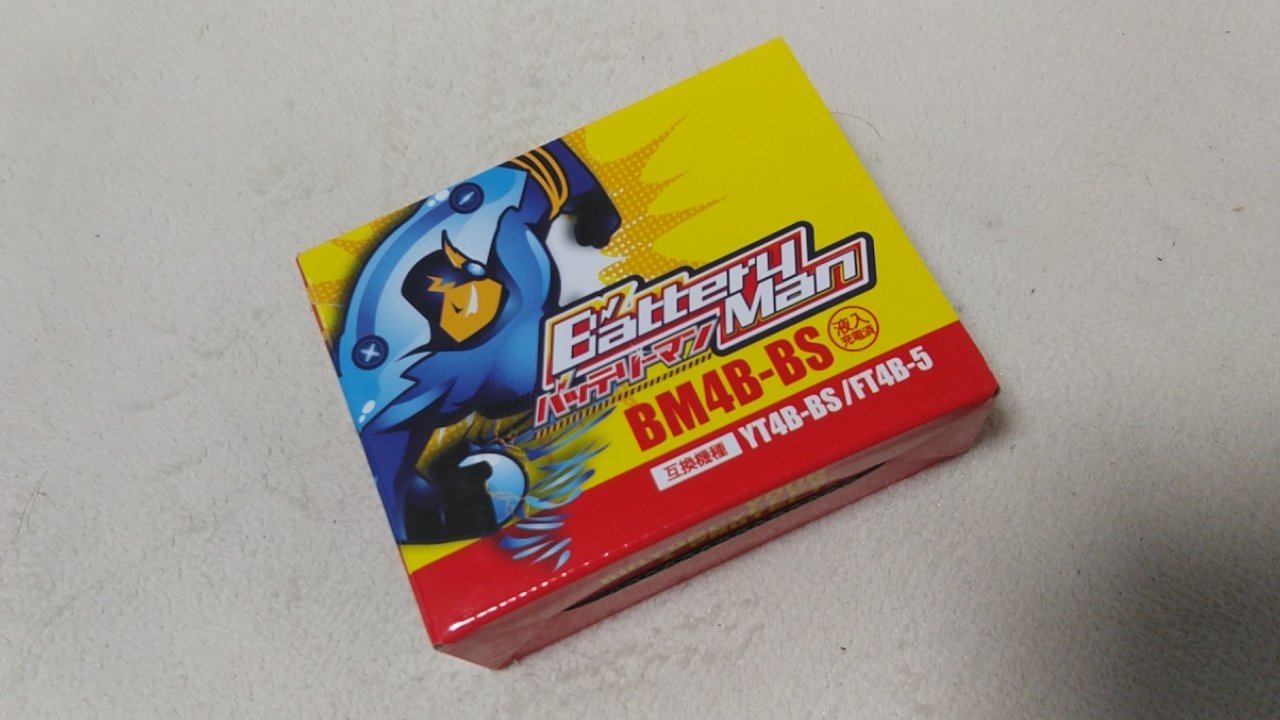 Battery
Man
バッテリーマン
BM4B-BS
液入
充電済
互換機種
YT4B-BS/FT4B-5